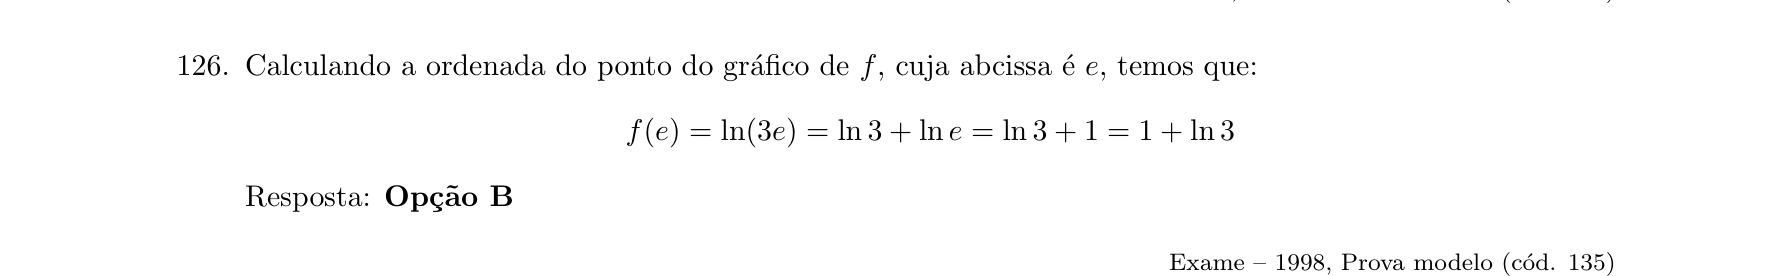 126. Calculando a ordenada do ponto do gráfico de f, cuja abcissa é e, temos que:
f(e) = ln(3e) = ln 3 + ln e = ln 3 + 1 = 1 + ln 3
Resposta: Opção B
Exame – 1998, Prova modelo (cód. 135)